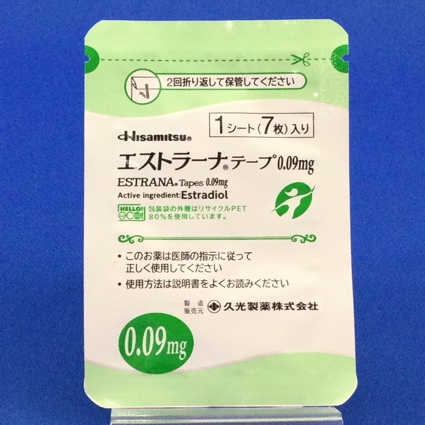 2回折り返して保管してください
Hisamitsu®
1シート(7枚)入り
エストラーナ®テープ0.09mg
ESTRANA® Tapes 0.09mg
Active ingredient:Estradiol
HELLO!
包装袋の外層はリサイクルPET
80%を使用しています。
・このお薬は医師の指示に従って
正しく使用してください
・使用方法は説明書をよくお読みください
製造
販売元
久光製薬株式会社
0.09mg